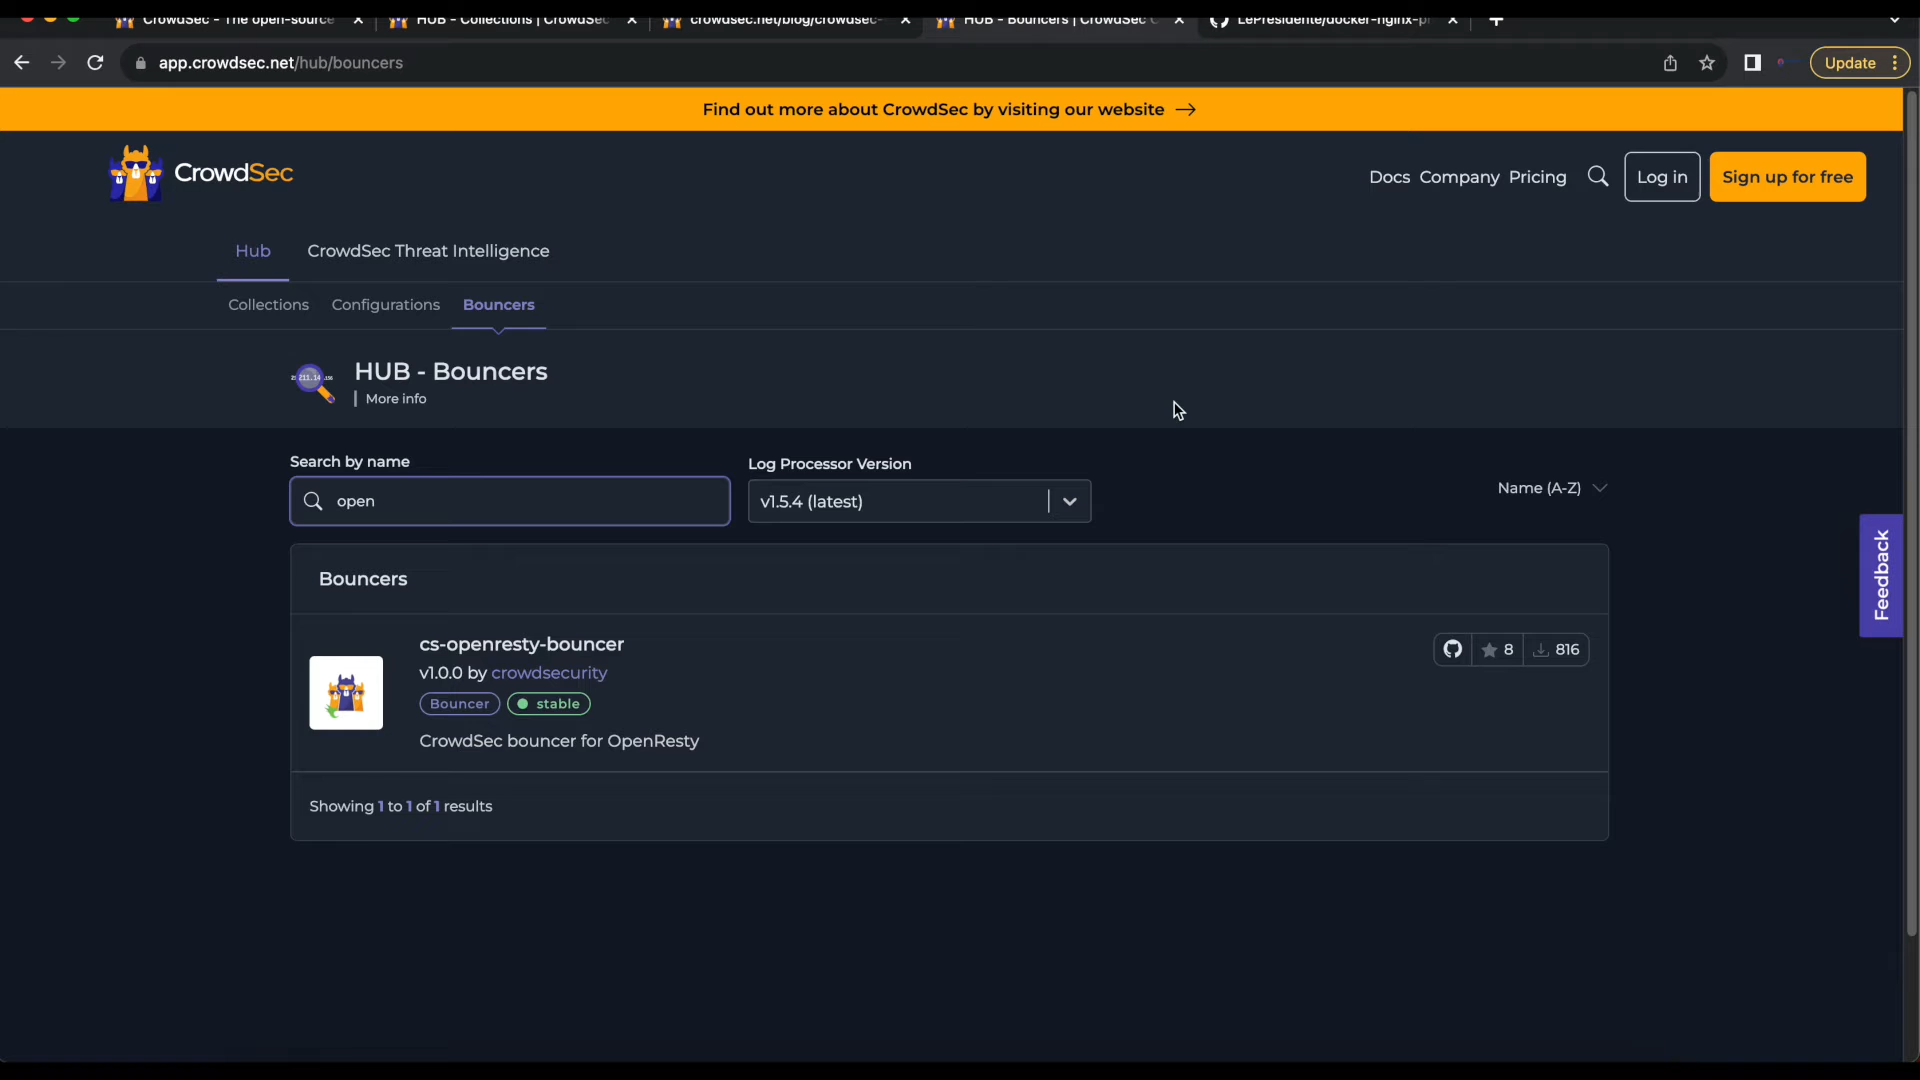 CrowdSec - The open-source
HUB - Collections | CrowdSec
crowdsec.net/blog/crowdsec-
HUB - Bouncers | CrowdSec C
LePresidente/docker-nginx-p
app.crowdsec.net/hub/bouncers
Update
Find out more about CrowdSec by visiting our website →
CrowdSec
Docs
Company
Pricing
Log in
Sign up for free
Hub
CrowdSec Threat Intelligence
Collections
Configurations
Bouncers
HUB - Bouncers
More info
Search by name
Log Processor Version
open
v1.5.4 (latest)
Name (A-Z)
Feedback
Bouncers
cs-openresty-bouncer
v1.0.0 by crowdsecurity
Bouncer
stable
8
816
CrowdSec bouncer for OpenResty
Showing 1 to 1 of 1 results